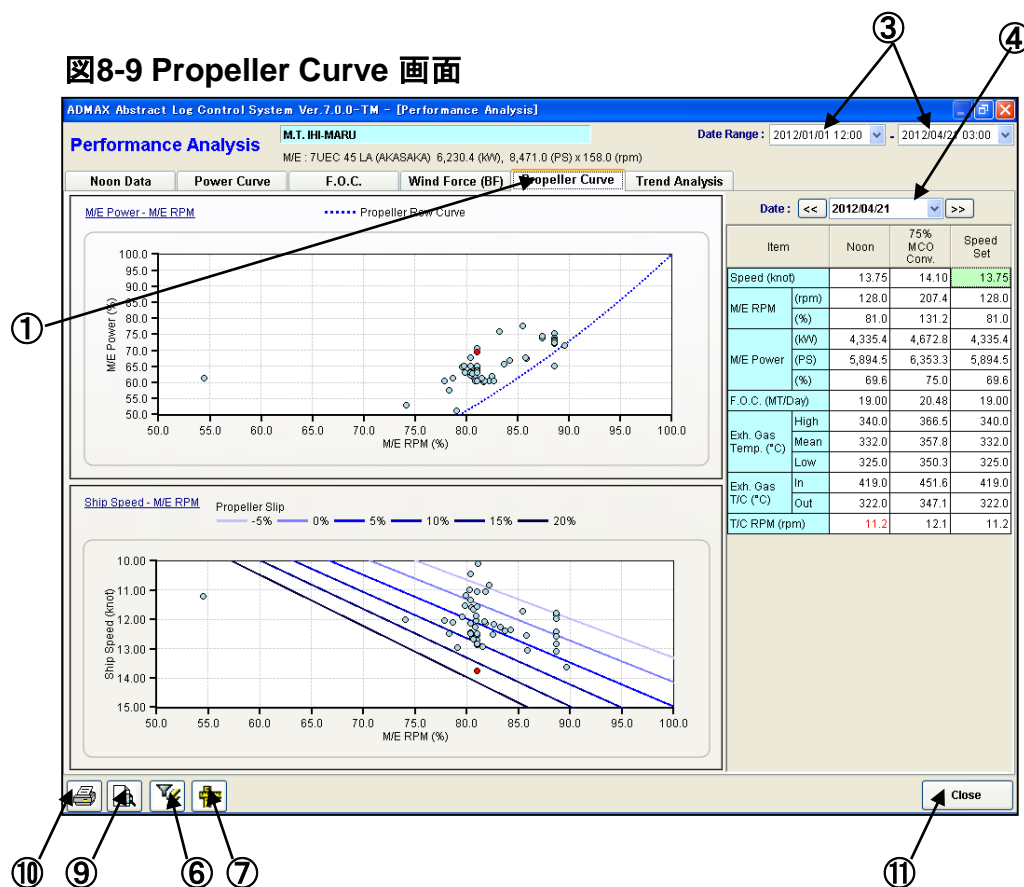 ③
④
図8-9 Propeller Curve 画面
ADMAX Abstract Log Control System Ver.7.0.0-TM - [Performance Analysis]
Performance Analysis
M.T. IHI-MARU
Date Range : 2012/01/01 12:00 - 2012/04/21 03:00
M/E : 7UEC 45 LA (AKASAKA) 6,230.4 (kW), 8,471.0 (PS) x 158.0 (rpm)
Noon Data Power Curve F.O.C. Wind Force (BF) Propeller Curve Trend Analysis
M/E Power - M/E RPM
Propeller Row Curve
100.0
95.0
90.0
85.0
80.0
75.0
70.0
65.0
60.0
55.0
50.0
M/E Power (%)
50.0 55.0 60.0 65.0 70.0 75.0 80.0 85.0 90.0 95.0 100.0
M/E RPM (%)
①
Ship Speed - M/E RPM
Propeller Slip
-5% 0% 5% 10% 15% 20%
10.00
11.00
12.00
13.00
14.00
15.00
Ship Speed (knot)
50.0 55.0 60.0 65.0 70.0 75.0 80.0 85.0 90.0 95.0 100.0
M/E RPM (%)
Date : << 2012/04/21 >>
Item Noon 75% MCO Conv. Speed Set
Speed (knot) 13.75 14.10 13.75
M/E RPM (rpm) 128.0 207.4 128.0
(%) 81.0 131.2 81.0
M/E Power (kW) 4,335.4 4,672.8 4,335.4
(PS) 5,894.5 6,353.3 5,894.5
(%) 69.6 75.0 69.6
F.O.C. (MT/Day) 19.00 20.48 19.00
Exh. Gas Temp. (°C) High 340.0 366.5 340.0
Mean 332.0 357.8 332.0
Low 325.0 350.3 325.0
Exh. Gas T/C (°C) In 419.0 451.6 419.0
Out 322.0 347.1 322.0
T/C RPM (rpm) 11.2 12.1 11.2
Close
⑩ ⑨ ⑥ ⑦ ⑪